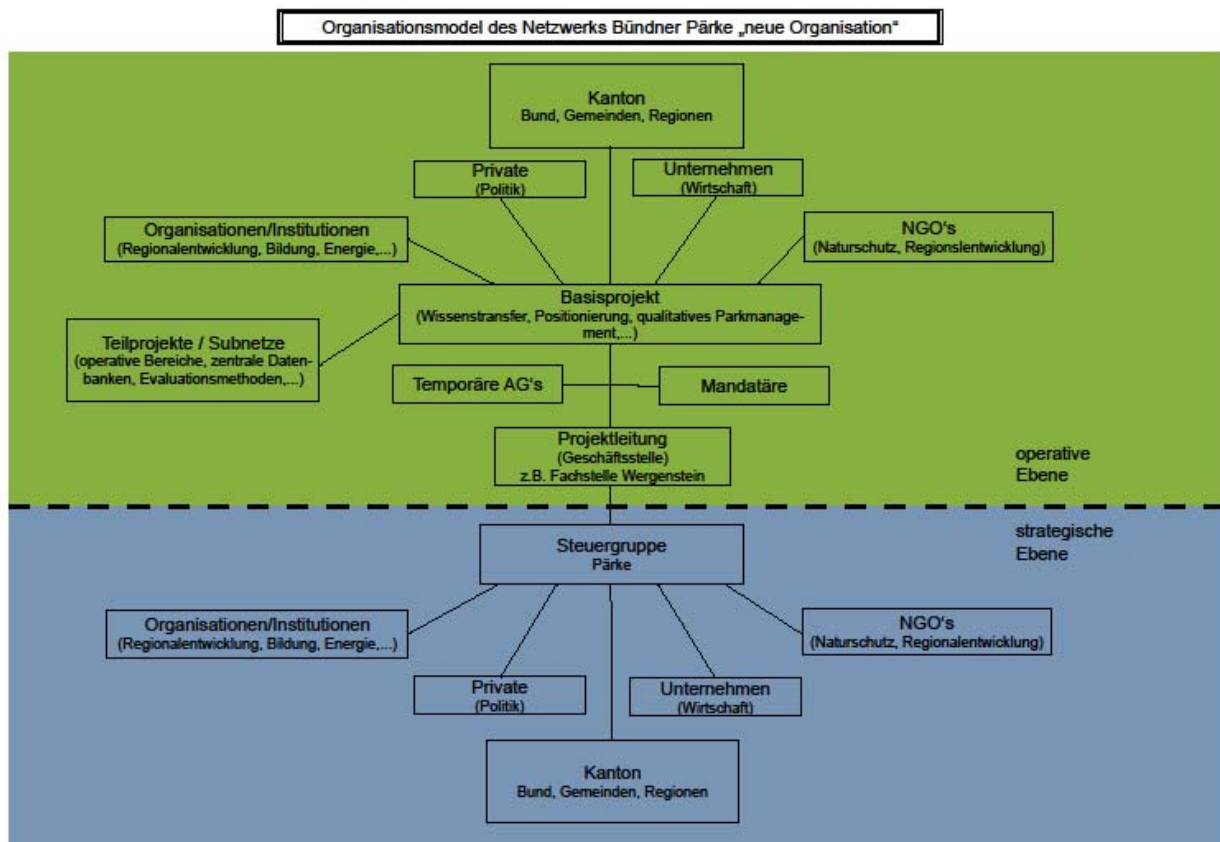 Organisationsmodel des Netzwerks Bündner Pärke „neue Organisation“
Kanton
Bund, Gemeinden, Regionen
Private
(Politik)
Unternehmen
(Wirtschaft)
Organisationen/Institutionen
(Regionalentwicklung, Bildung, Energie,...)
NGO's
(Naturschutz, Regionslentwicklung)
Basisprojekt
(Wissenstransfer, Positionierung, qualitatives Parkmanage-
ment,...)
Teilprojekte / Subnetze
(operative Bereiche, zentrale Daten-
banken, Evaluationsmethoden,...)
Temporäre AG's
Mandatäre
Projektleitung
(Geschäftsstelle)
z.B. Fachstelle Wergenstein
operative
Ebene
strategische
Ebene
Steuergruppe
Pärke
Organisationen/Institutionen
(Regionalentwicklung, Bildung, Energie,...)
NGO's
(Naturschutz, Regionalentwicklung)
Private
(Politik)
Unternehmen
(Wirtschaft)
Kanton
Bund, Gemeinden, Regionen